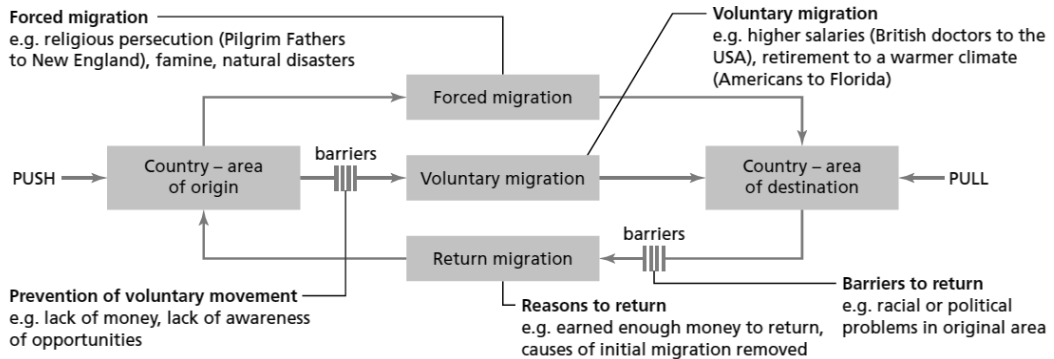 Forced migration
e.g. religious persecution (Pilgrim Fathers
to New England), famine, natural disasters
Voluntary migration
e.g. higher salaries (British doctors to the
USA), retirement to a warmer climate
(Americans to Florida)
Forced migration
PUSH
Country – area
of origin
barriers
Voluntary migration
Country – area
of destination
PULL
Return migration
barriers
Prevention of voluntary movement
e.g. lack of money, lack of awareness
of opportunities
Reasons to return
e.g. earned enough money to return,
causes of initial migration removed
Barriers to return
e.g. racial or political
problems in original area